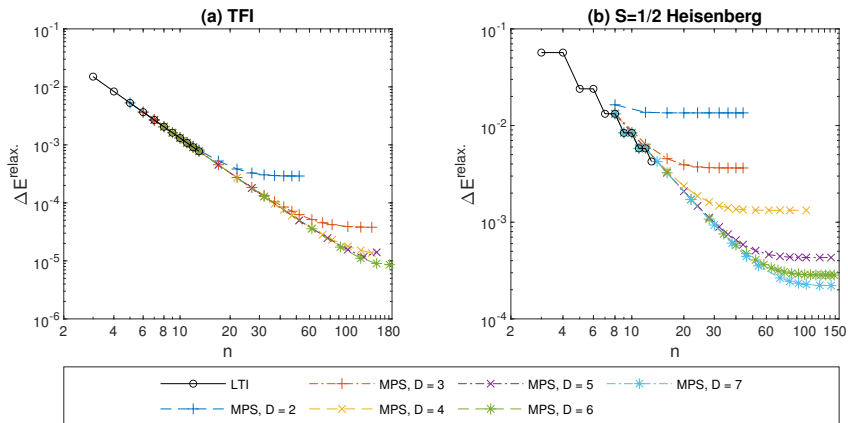 (a) TFI
(b) S=1/2 Heisenberg
10^-1
10^-2
10^-3
10^-4
10^-5
10^-6
ΔE^relax.
2 4 6 8 10 20 30 60 100 180
n
10^-1
10^-2
10^-3
10^-4
ΔE^relax.
2 4 6 8 10 20 40 60 100 150
n
LTI
MPS, D = 3
MPS, D = 5
MPS, D = 7
MPS, D = 2
MPS, D = 4
MPS, D = 6